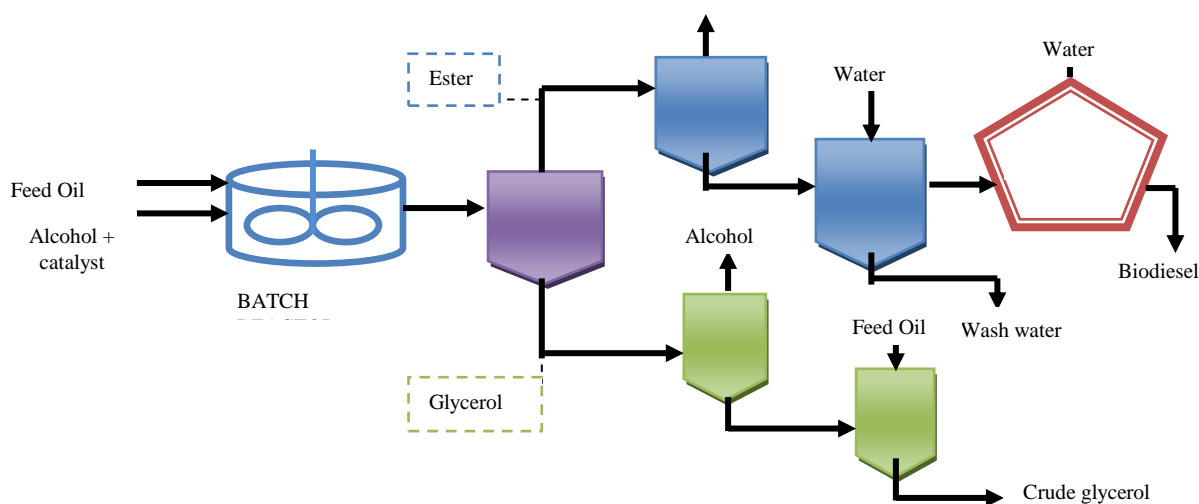 Ester
Water
Water
Feed Oil
Alcohol +
catalyst
Alcohol
Biodiesel
BATCH
Feed Oil
Wash water
Glycerol
Crude glycerol